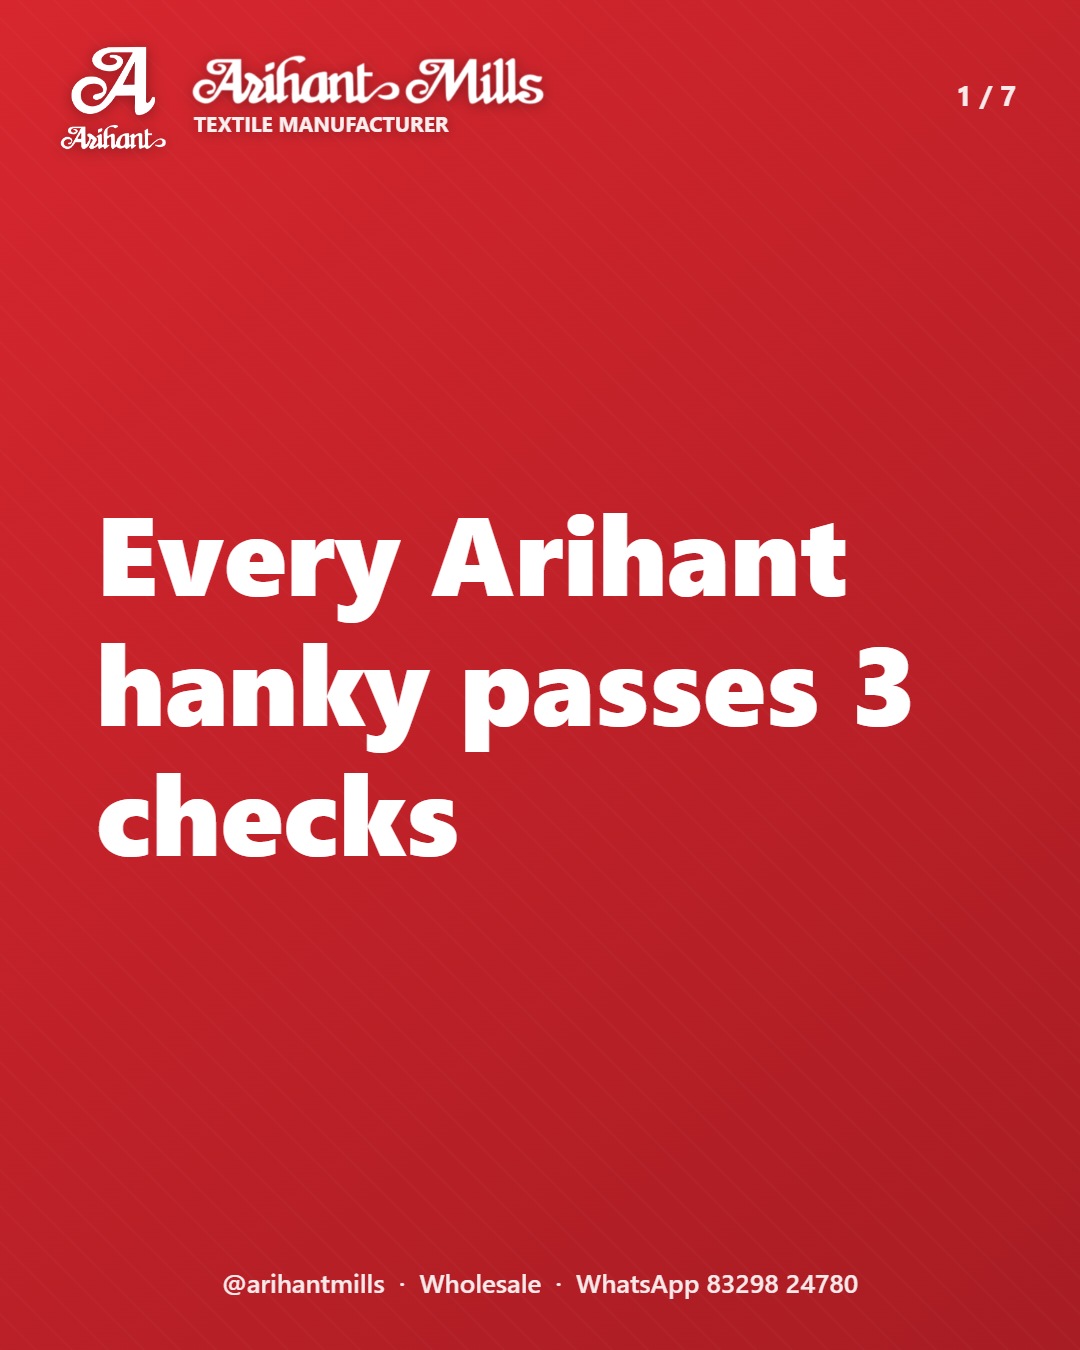 A
Arihant
Arihant Mills
TEXTILE MANUFACTURER
1 / 7
Every Arihant
hanky passes 3
checks
@arihantmills · Wholesale · WhatsApp 83298 24780